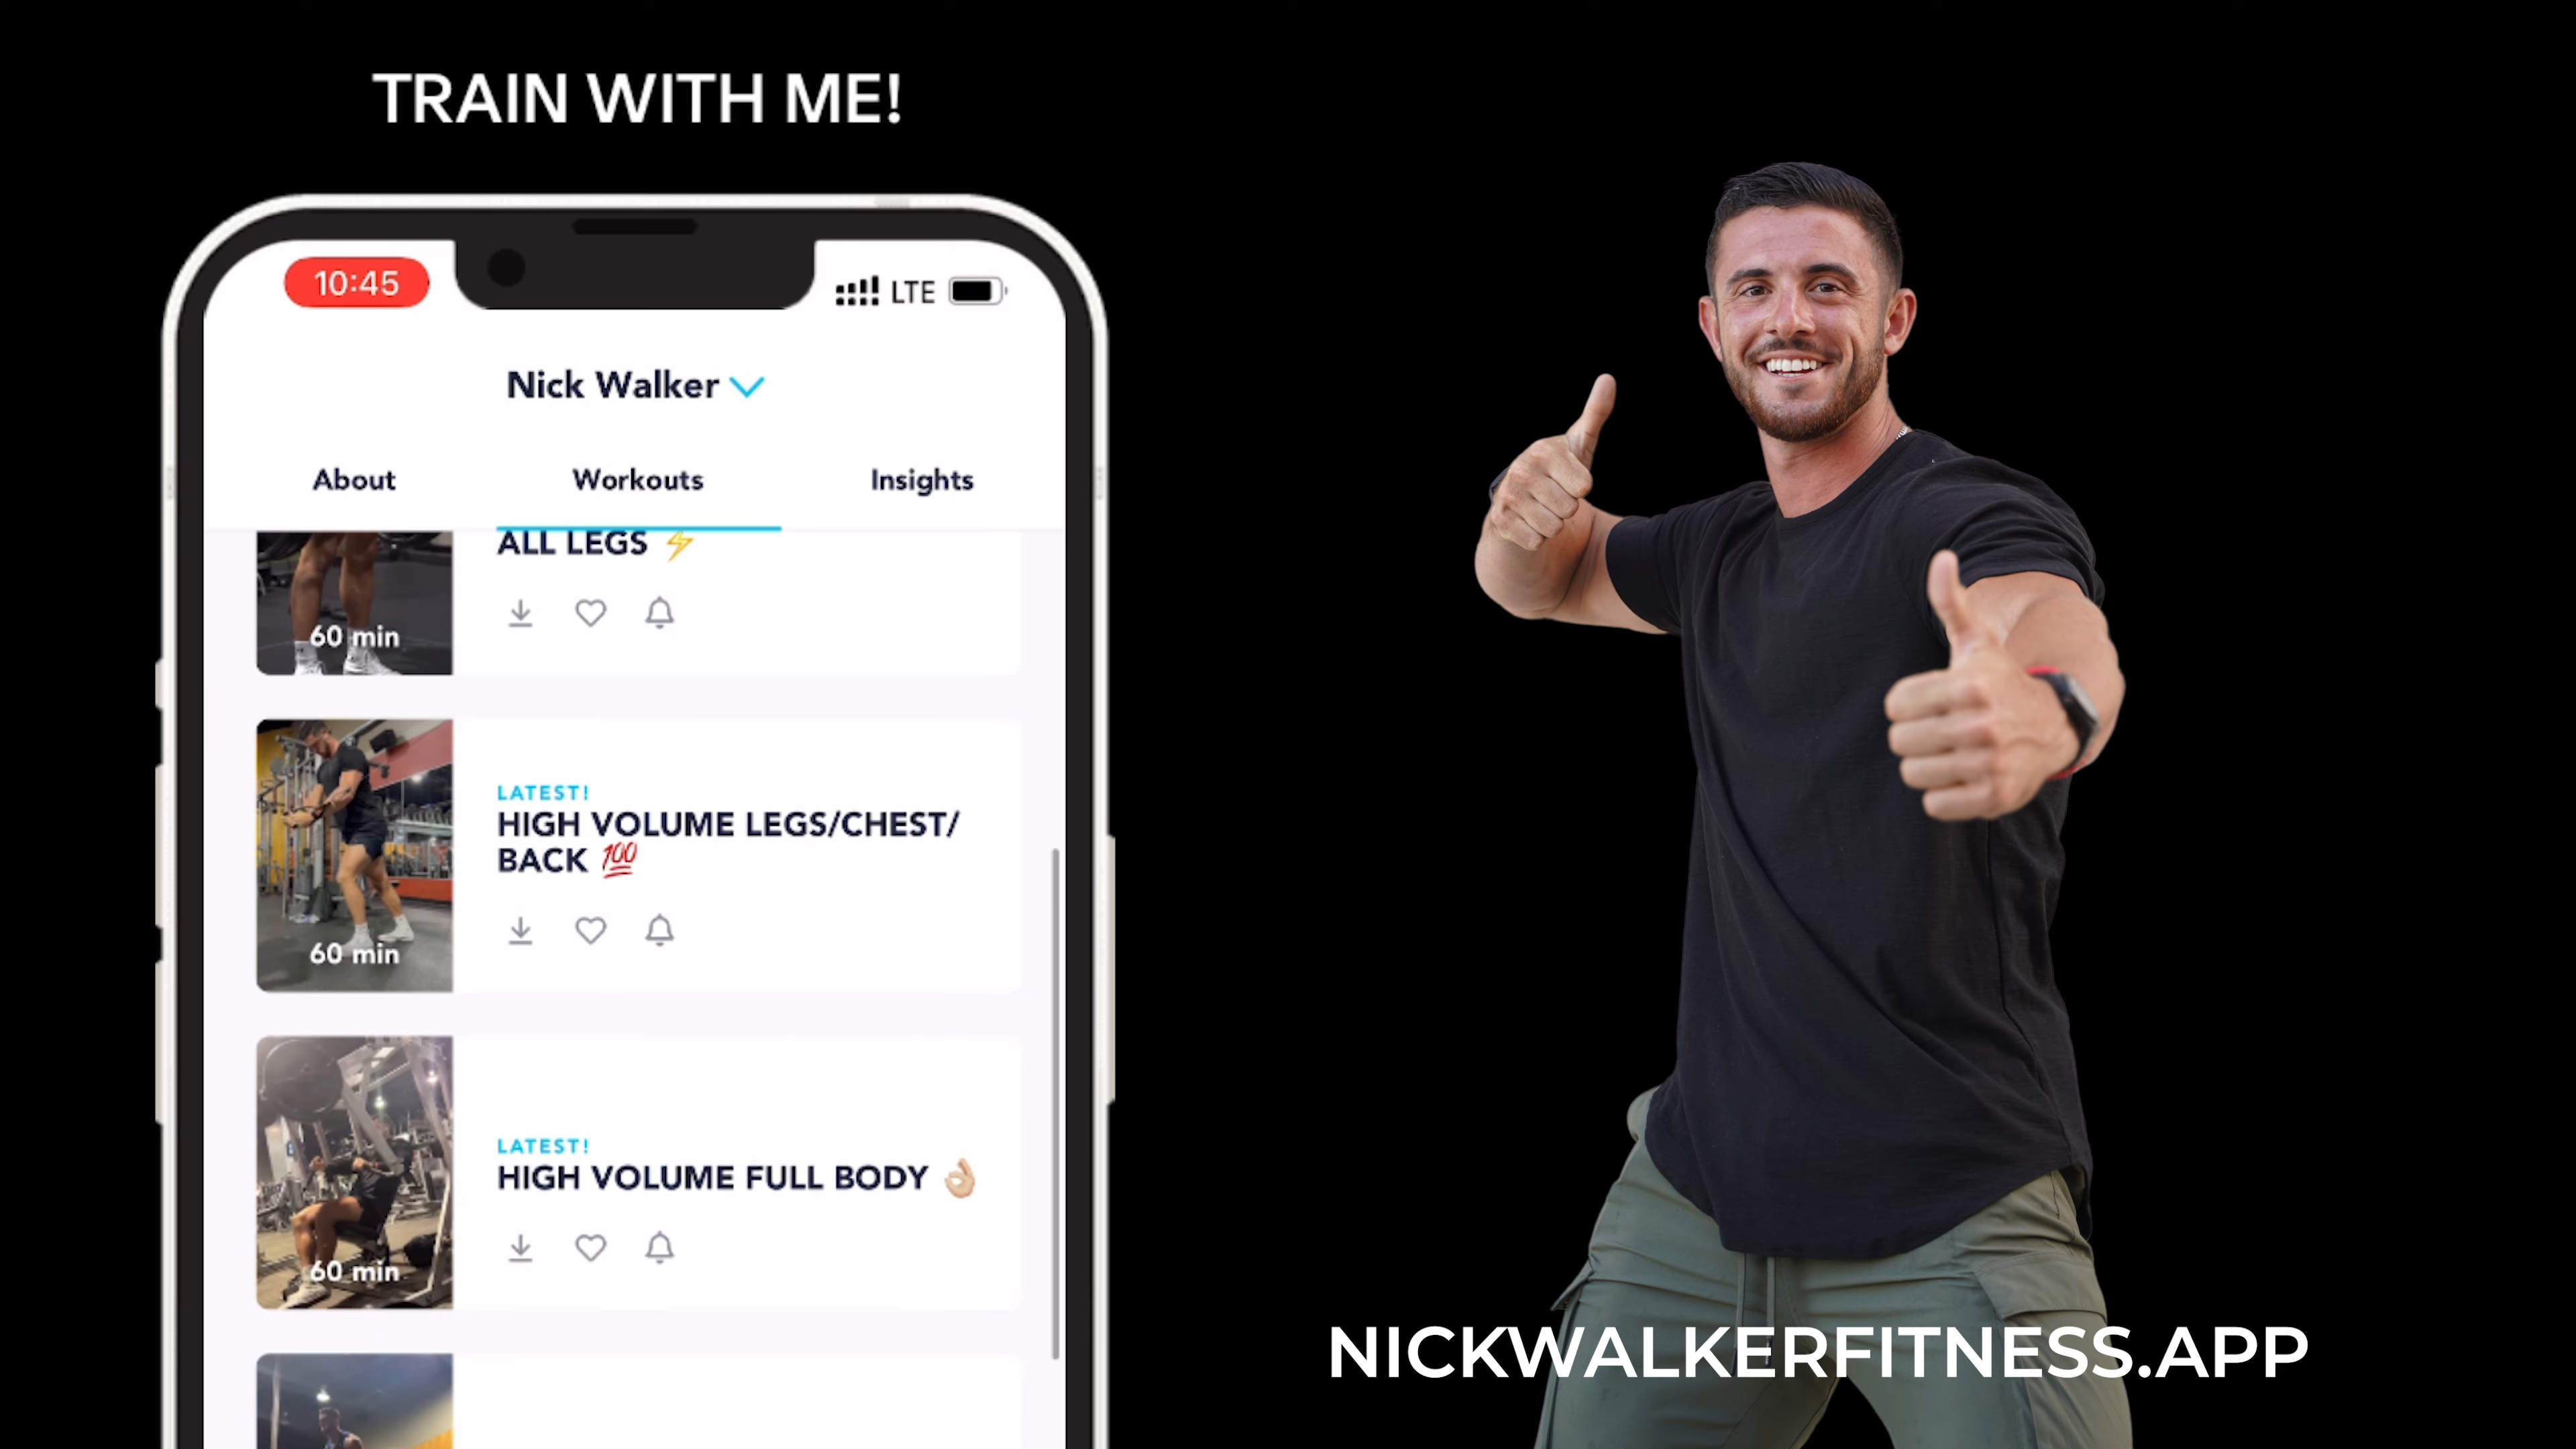 TRAIN WITH ME!
10:45
LTE
Nick Walker
About Workouts Insights
ALL LEGS ⚡
60 min
LATEST!
HIGH VOLUME LEGS/CHEST/
BACK 💯
60 min
LATEST!
HIGH VOLUME FULL BODY 👌🏼
60 min
NICKWALKERFITNESS.APP